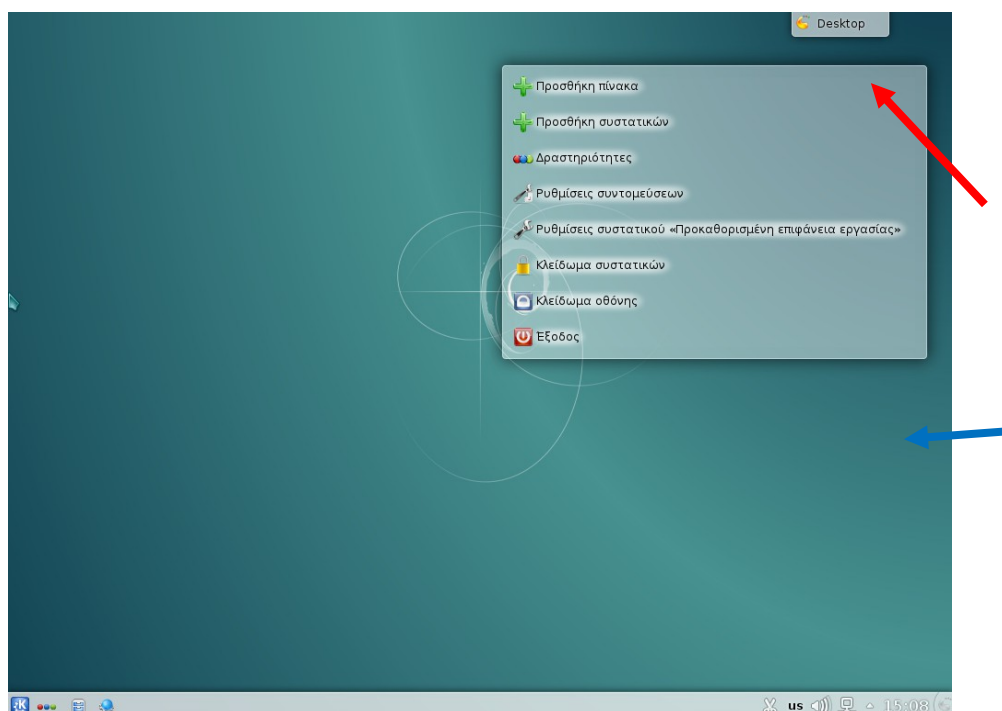 Desktop
Προσθήκη πίνακα
Προσθήκη συστατικών
Δραστηριότητες
Ρυθμίσεις συντομεύσεων
Ρυθμίσεις συστατικού «Προκαθορισμένη επιφάνεια εργασίας»
Κλείδωμα συστατικών
Κλείδωμα οθόνης
Έξοδος
us 15:08